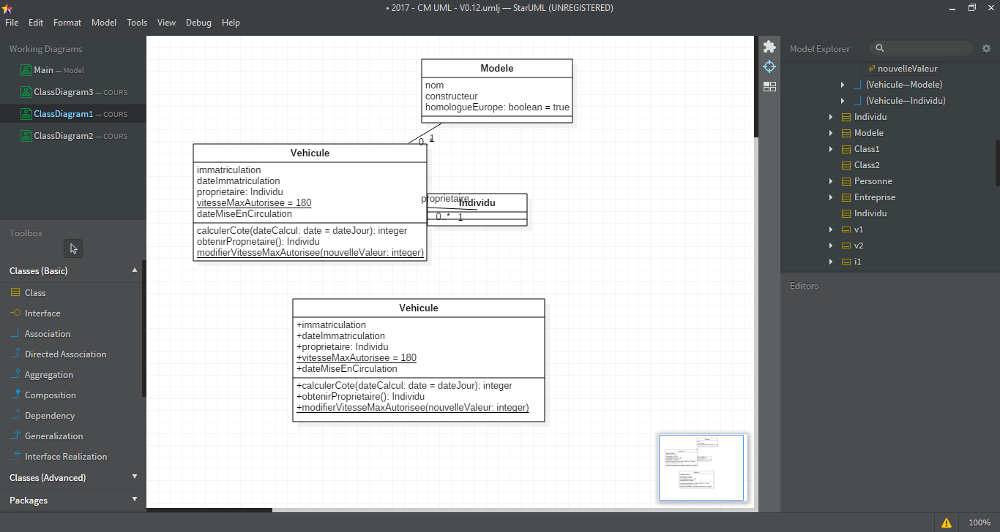 • 2017 - CM UML - V0.12.umlj — StarUML (UNREGISTERED)
File Edit Format Model Tools View Debug Help
Working Diagrams
Main — Model
ClassDiagram3 — COURS
ClassDiagram1 — COURS
ClassDiagram2 — COURS
Toolbox
Classes (Basic)
Class
Interface
Association
Directed Association
Aggregation
Composition
Dependency
Generalization
Interface Realization
Classes (Advanced)
Packages
Modele
nom
constructeur
homologueEurope: boolean = true
1
0..*
Vehicule
immatriculation
dateImmatriculation
proprietaire: Individu
vitesseMaxAutorisee = 180
dateMiseEnCirculation
calculerCote(dateCalcul: date = dateJour): integer
obtenirProprietaire(): Individu
modifierVitesseMaxAutorisee(nouvelleValeur: integer)
proprietaire
Individu
0..* 1
Vehicule
+immatriculation
+dateImmatriculation
+proprietaire: Individu
+vitesseMaxAutorisee = 180
+dateMiseEnCirculation
+calculerCote(dateCalcul: date = dateJour): integer
+obtenirProprietaire(): Individu
+modifierVitesseMaxAutorisee(nouvelleValeur: integer)
Model Explorer
nouvelleValeur
(Vehicule—Modele)
(Vehicule—Individu)
Individu
Modele
Class1
Class2
Personne
Entreprise
Individu
v1
v2
i1
Editors
100%